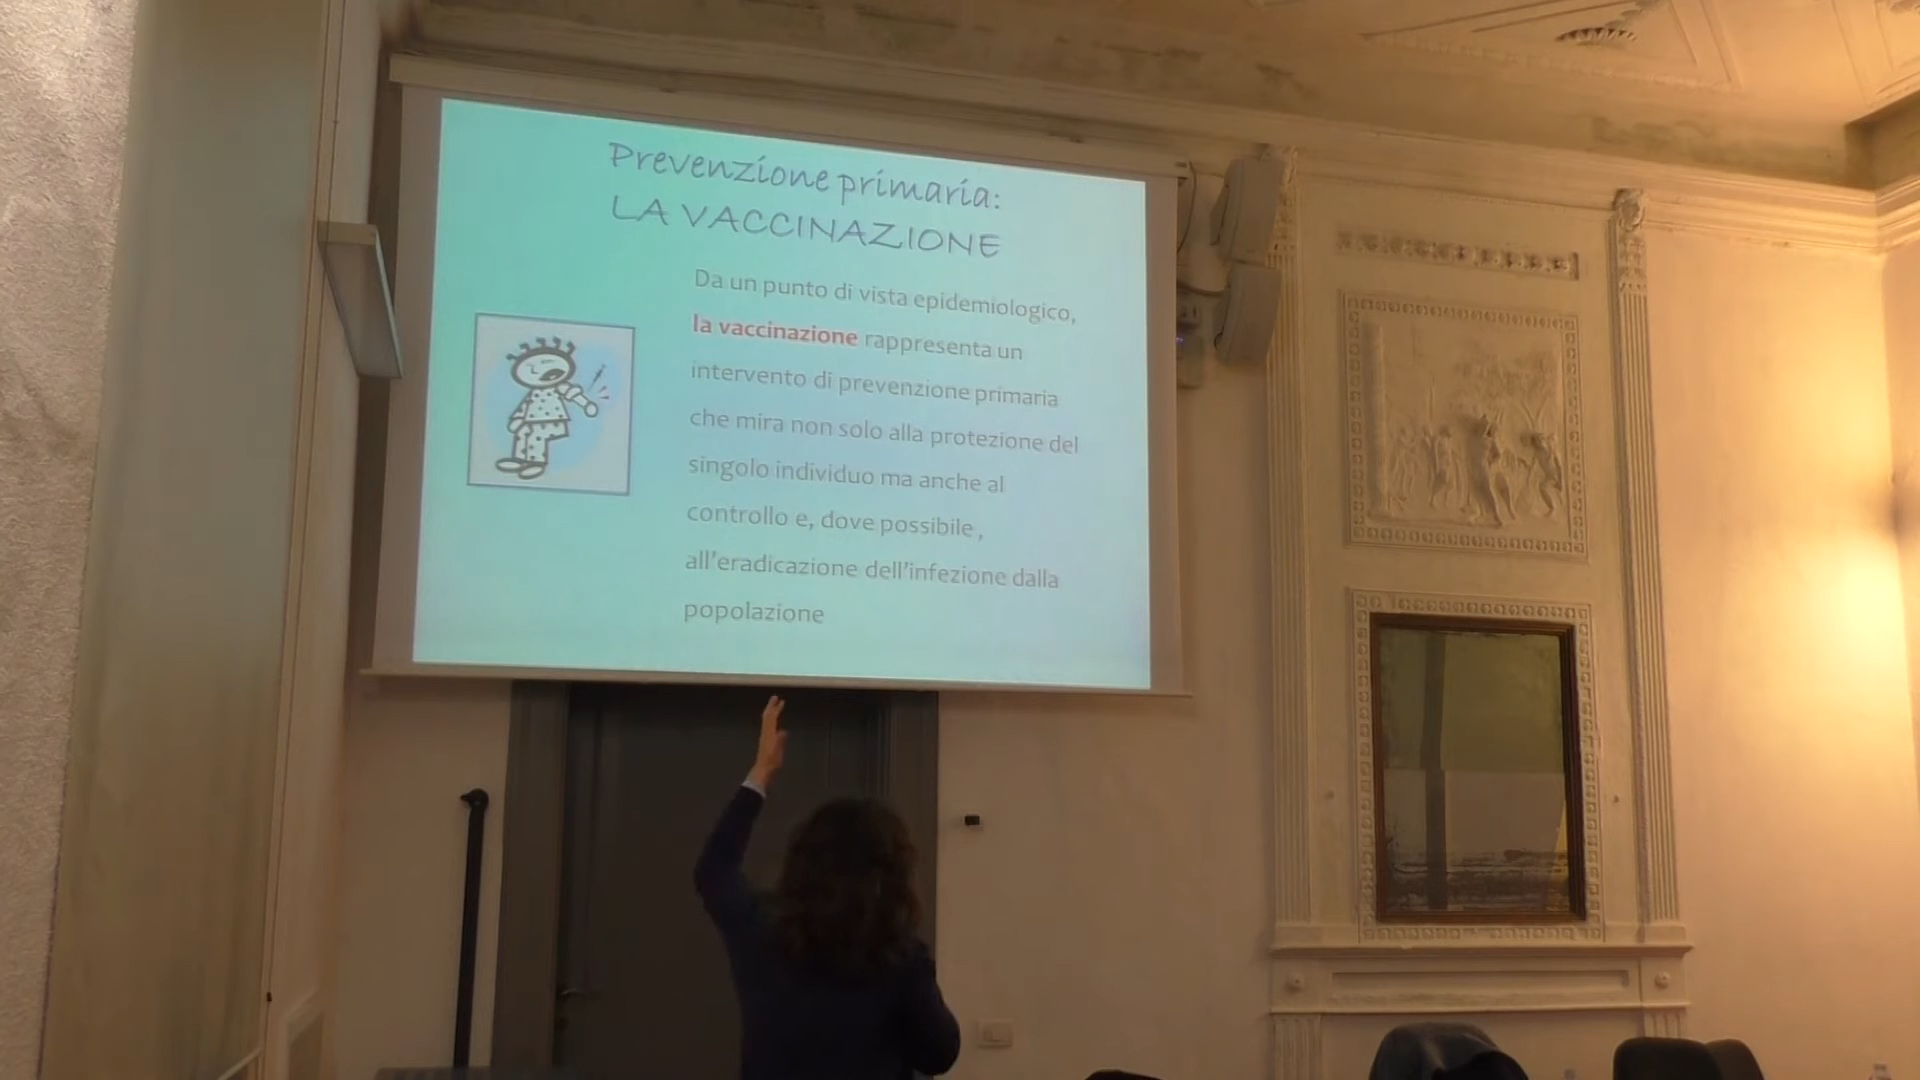 Prevenzione primaria:
LA VACCINAZIONE
Da un punto di vista epidemiologico,
la vaccinazione rappresenta un
intervento di prevenzione primaria
che mira non solo alla protezione del
singolo individuo ma anche al
controllo e, dove possibile ,
all'eradicazione dell'infezione dalla
popolazione